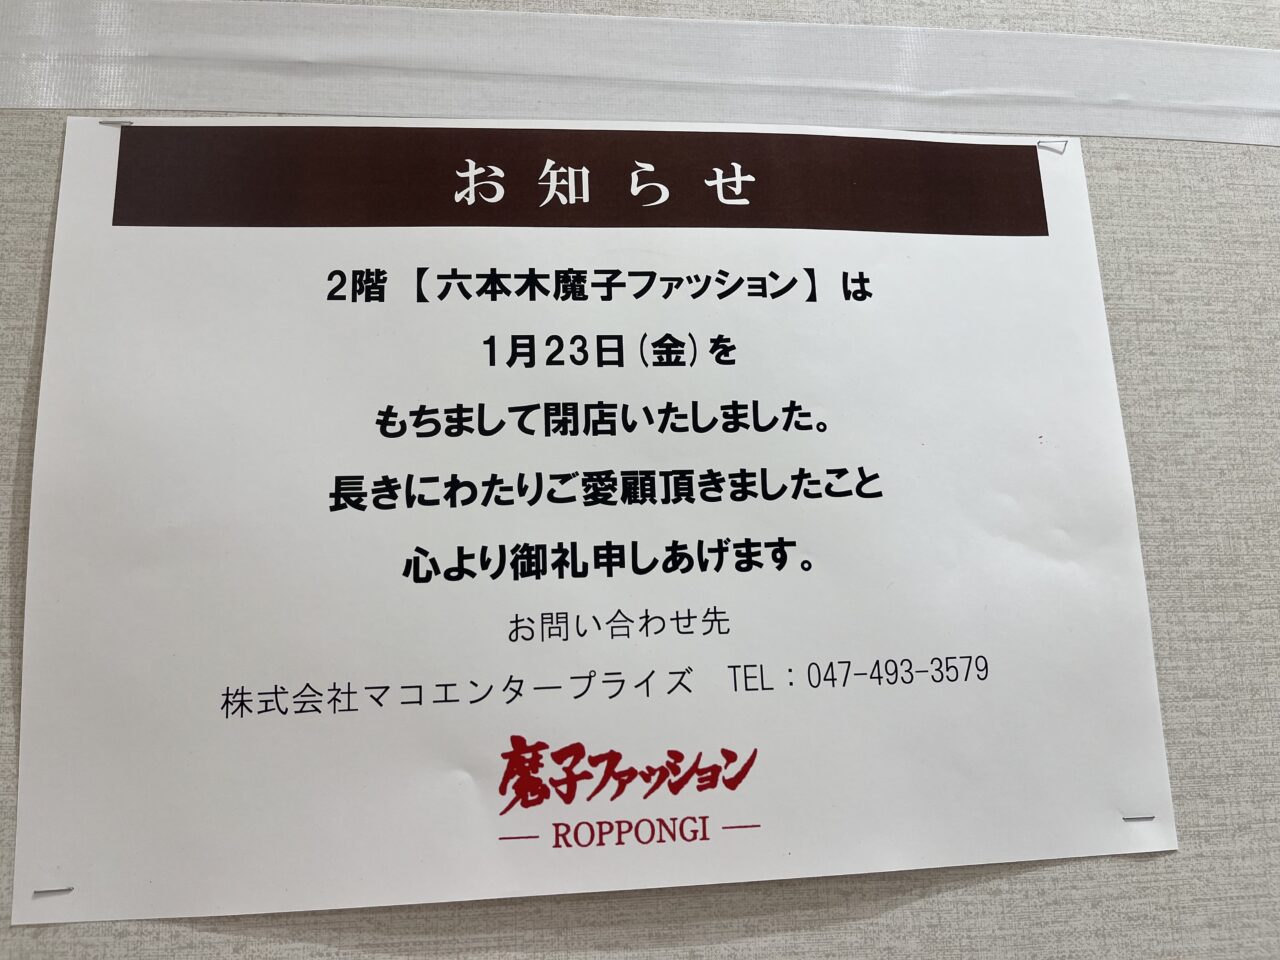 お知らせ
2階【六本木魔子ファッション】は
1月23日(金)を
もちまして閉店いたしました。
長きにわたりご愛顧頂きましたこと
心より御礼申しあげます。
お問い合わせ先
株式会社マコエンタープライズ　TEL：047-493-3579
魔子ファッション
― ROPPONGI ―